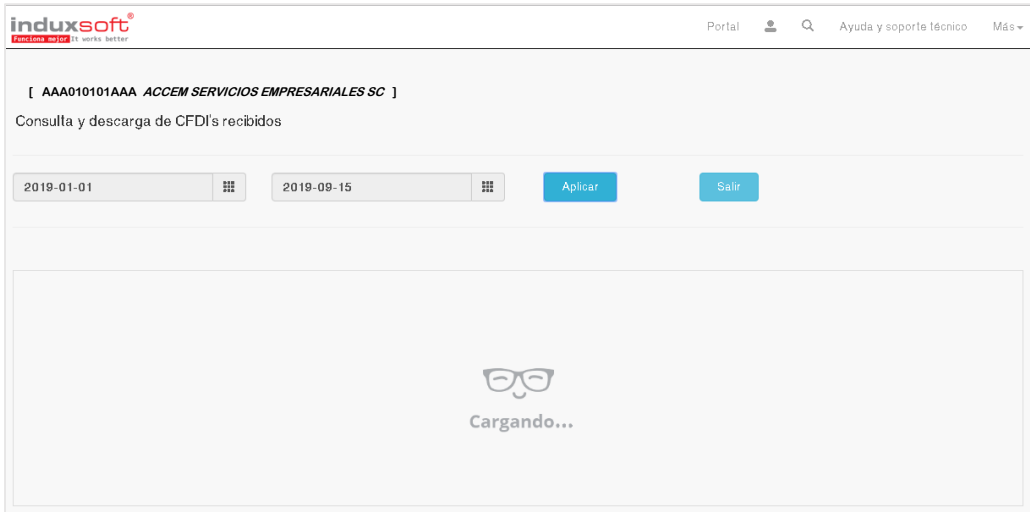 induxsoft®
Funciona mejor It works better
Portal
Ayuda y soporte técnico
Más
[ AAA010101AAA ACCEM SERVICIOS EMPRESARIALES SC ]
Consulta y descarga de CFDI's recibidos
2019-01-01
2019-09-15
Aplicar
Salir
Cargando...